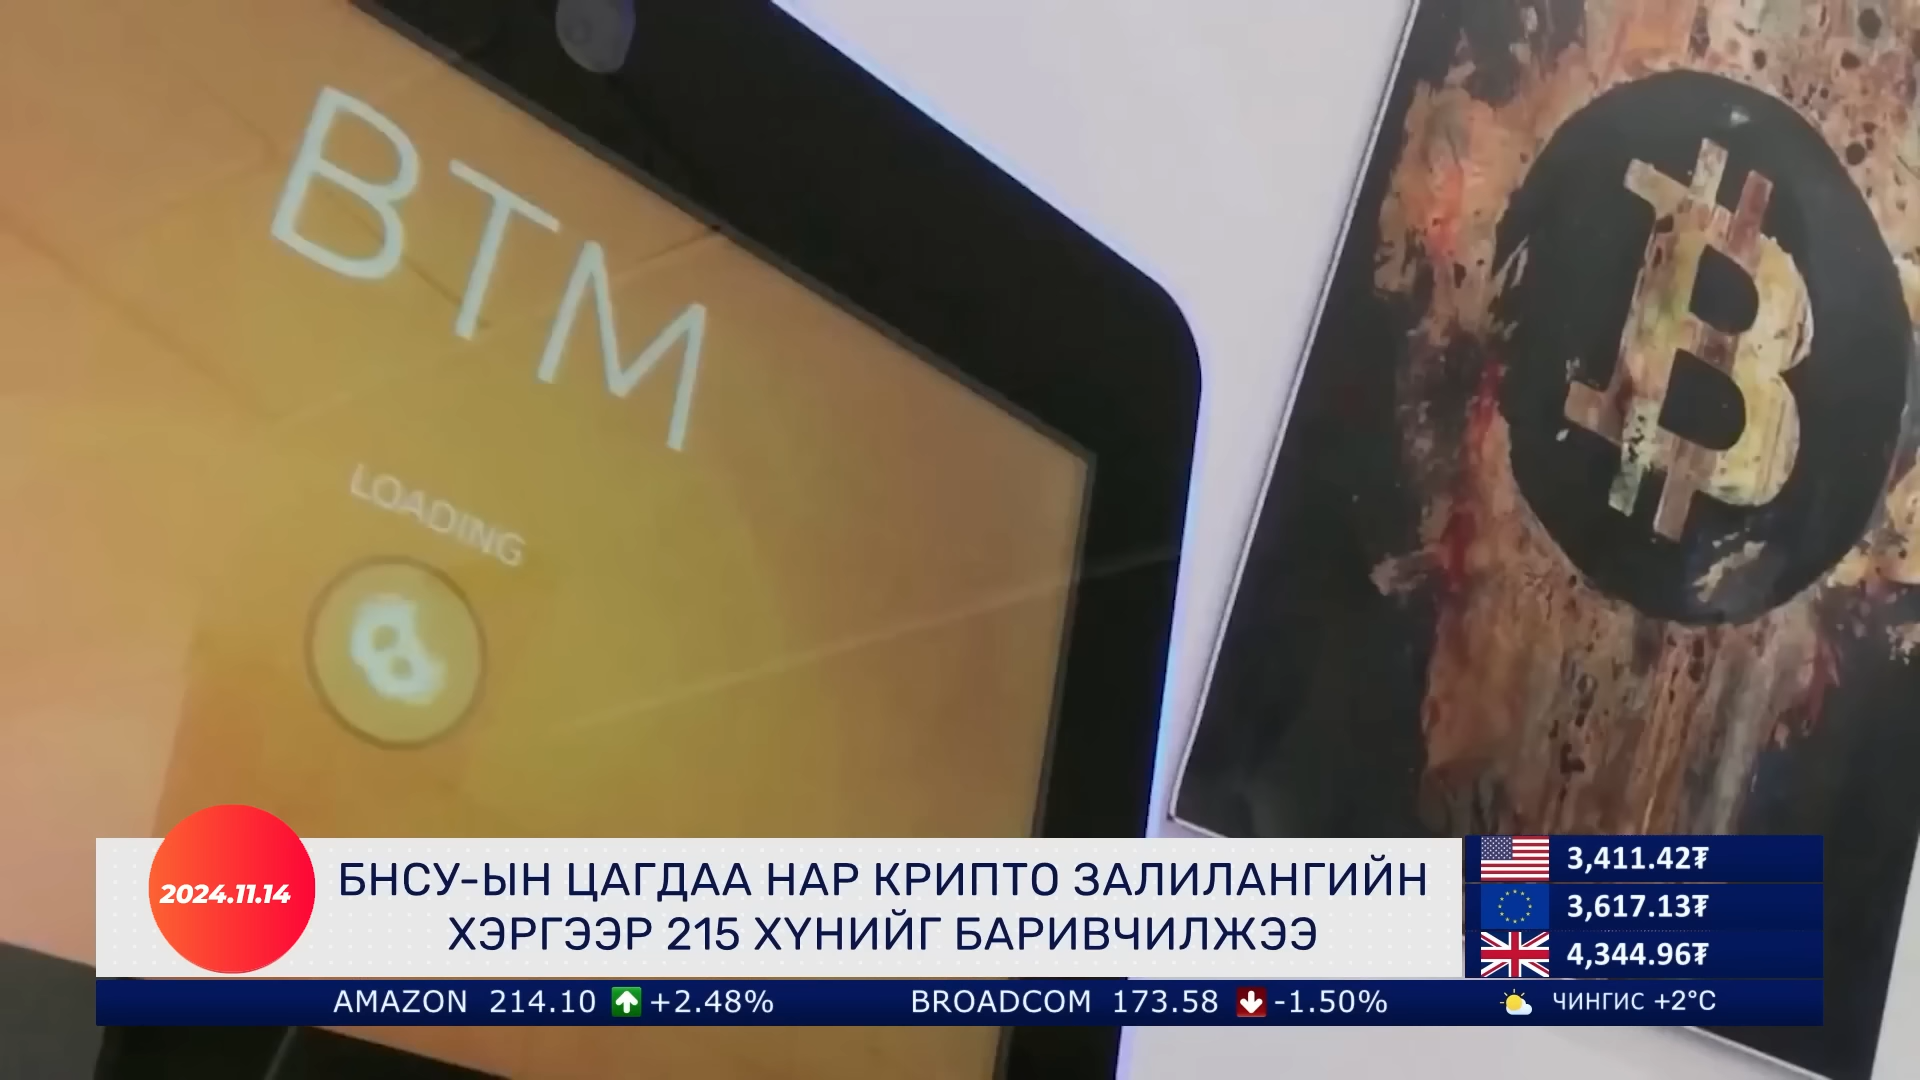 BTM
LOADING
2024.11.14
БНСУ-ЫН ЦАГДАА НАР КРИПТО ЗАЛИЛАНГИЙН
ХЭРГЭЭР 215 ХҮНИЙГ БАРИВЧИЛЖЭЭ
3,411.42₮
3,617.13₮
4,344.96₮
AMAZON 214.10 +2.48% BROADCOM 173.58 -1.50% ЧИНГИС +2°C